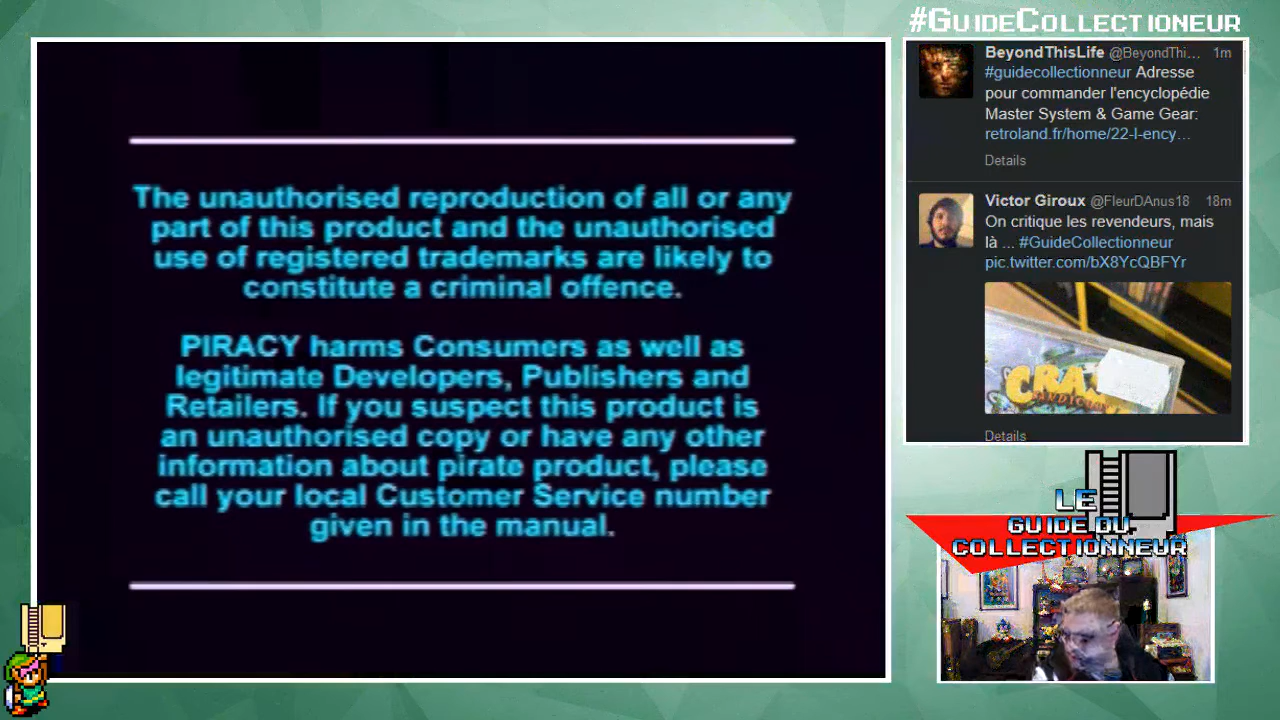 #GUIDECOLLECTIONEUR
The unauthorised reproduction of all or any
part of this product and the unauthorised
use of registered trademarks are likely to
constitute a criminal offence.
PIRACY harms Consumers as well as
legitimate Developers, Publishers and
Retailers. If you suspect this product is
an unauthorised copy or have any other
information about pirate product, please
call your local Customer Service number
given in the manual.
BeyondThisLife @BeyondThi... 1m
#guidecollectionneur Adresse
pour commander l'encyclopédie
Master System & Game Gear:
retroland.fr/home/22-l-ency...
Details
Victor Giroux @FleurDAnus18 18m
On critique les revendeurs, mais
là ... #GuideCollectionneur
pic.twitter.com/bX8YcQBFYr
Details
LE
GUIDE DU
COLLECTIONNEUR